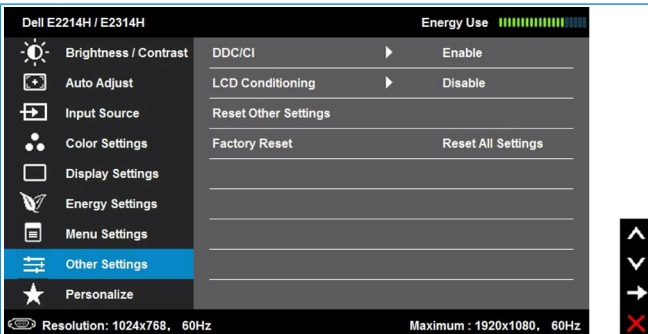 Dell E2214H / E2314H Energy Use
Brightness / Contrast DDC/CI Enable
Auto Adjust LCD Conditioning Disable
Input Source Reset Other Settings
Color Settings Factory Reset Reset All Settings
Display Settings
Energy Settings
Menu Settings
Other Settings
Personalize
Resolution: 1024x768, 60Hz Maximum : 1920x1080, 60Hz